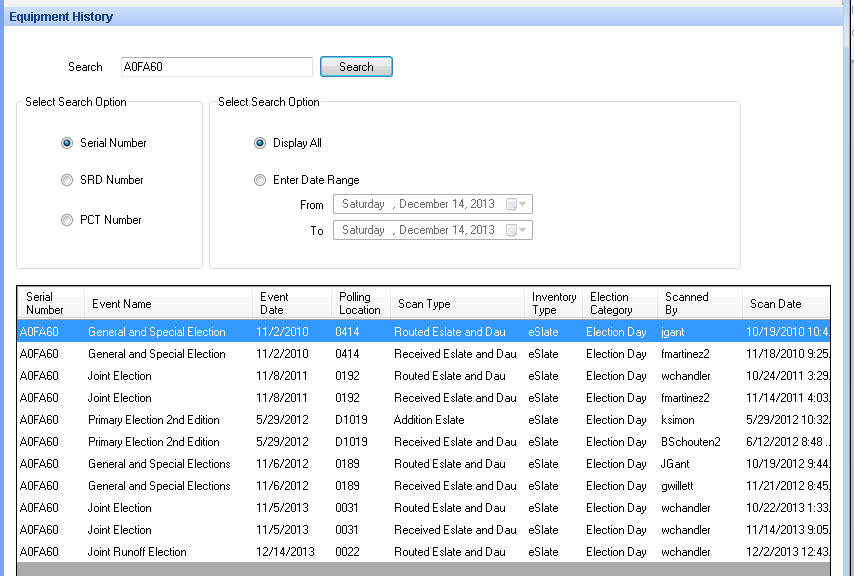 Equipment History
Search A0FA60 Search
Select Search Option Select Search Option
Serial Number Display All
SRD Number Enter Date Range
From Saturday , December 14, 2013
PCT Number
To Saturday , December 14, 2013
Serial Number Event Name Event Date Polling Location Scan Type Inventory Type Election Category Scanned By Scan Date
A0FA60 General and Special Election 11/2/2010 0414 Routed Eslate and Dau eSlate Election Day jgant 10/19/2010 10:4
A0FA60 General and Special Election 11/2/2010 0414 Received Eslate and Dau eSlate Election Day fmartinez2 11/18/2010 9:25.
A0FA60 Joint Election 11/8/2011 0192 Routed Eslate and Dau eSlate Election Day wchandler 10/24/2011 3:29.
A0FA60 Joint Election 11/8/2011 0192 Received Eslate and Dau eSlate Election Day fmartinez2 11/14/2011 4:03.
A0FA60 Primary Election 2nd Edition 5/29/2012 D1019 Addition Eslate eSlate Election Day ksimon 5/29/2012 10:32.
A0FA60 Primary Election 2nd Edition 5/29/2012 D1019 Received Eslate and Dau eSlate Election Day BSchouten2 6/12/2012 8:48 ..
A0FA60 General and Special Elections 11/6/2012 0189 Routed Eslate and Dau eSlate Election Day JGant 10/19/2012 9:44.
A0FA60 General and Special Elections 11/6/2012 0189 Received Eslate and Dau eSlate Election Day gwillett 11/21/2012 8:45.
A0FA60 Joint Election 11/5/2013 0031 Routed Eslate and Dau eSlate Election Day wchandler 10/22/2013 1:33.
A0FA60 Joint Election 11/5/2013 0031 Received Eslate and Dau eSlate Election Day wchandler 11/14/2013 9:05.
A0FA60 Joint Runoff Election 12/14/2013 0022 Routed Eslate and Dau eSlate Election Day wchandler 12/2/2013 12:43.